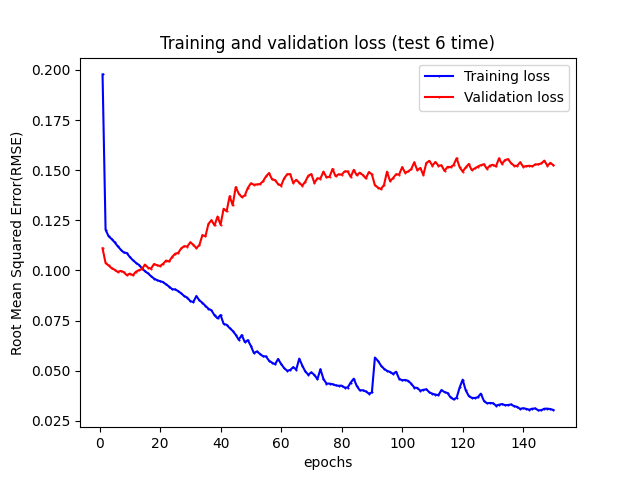 Training and validation loss (test 6 time)
Training loss
Validation loss
Root Mean Squared Error(RMSE)
0.200
0.175
0.150
0.125
0.100
0.075
0.050
0.025
0 20 40 60 80 100 120 140
epochs